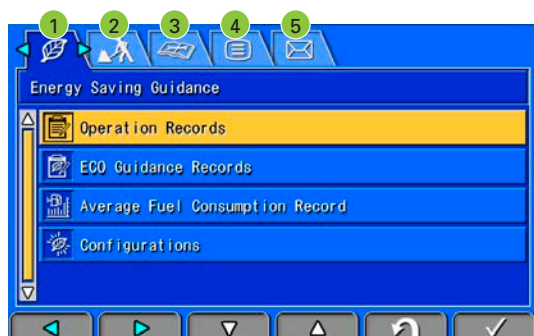 1 2 3 4 5
Energy Saving Guidance
Operation Records
ECO Guidance Records
Average Fuel Consumption Record
Configurations